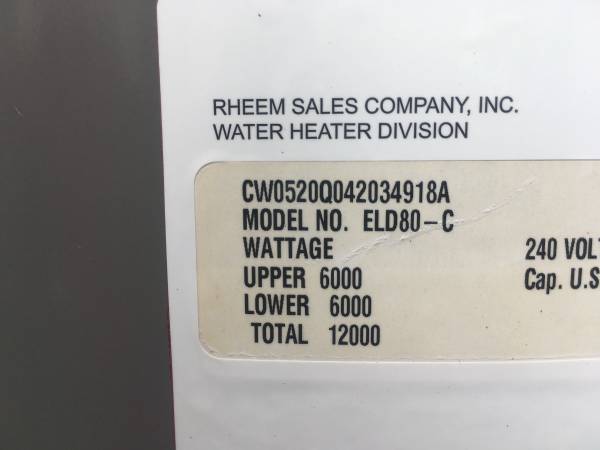 RHEEM SALES COMPANY, INC.
WATER HEATER DIVISION
CW0520Q042034918A
MODEL NO. ELD80-C
WATTAGE 240 VOLT
UPPER 6000 Cap. U.S
LOWER 6000
TOTAL 12000